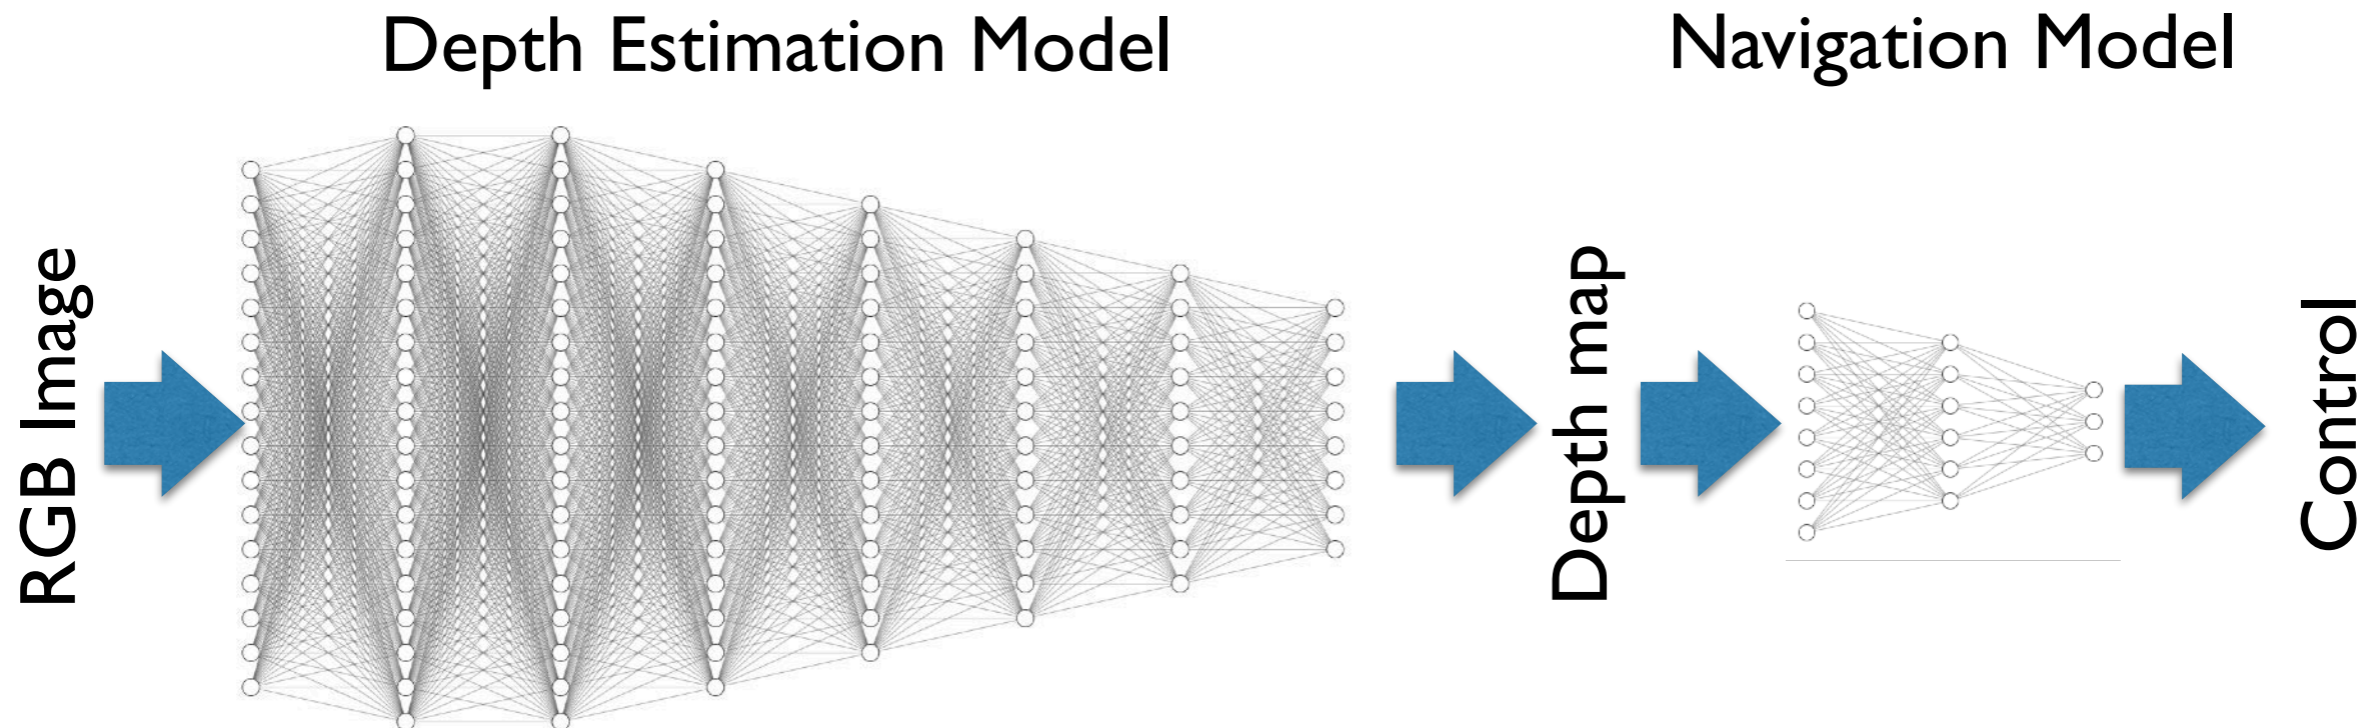 Depth Estimation Model
Navigation Model
RGB Image
Depth map
Control